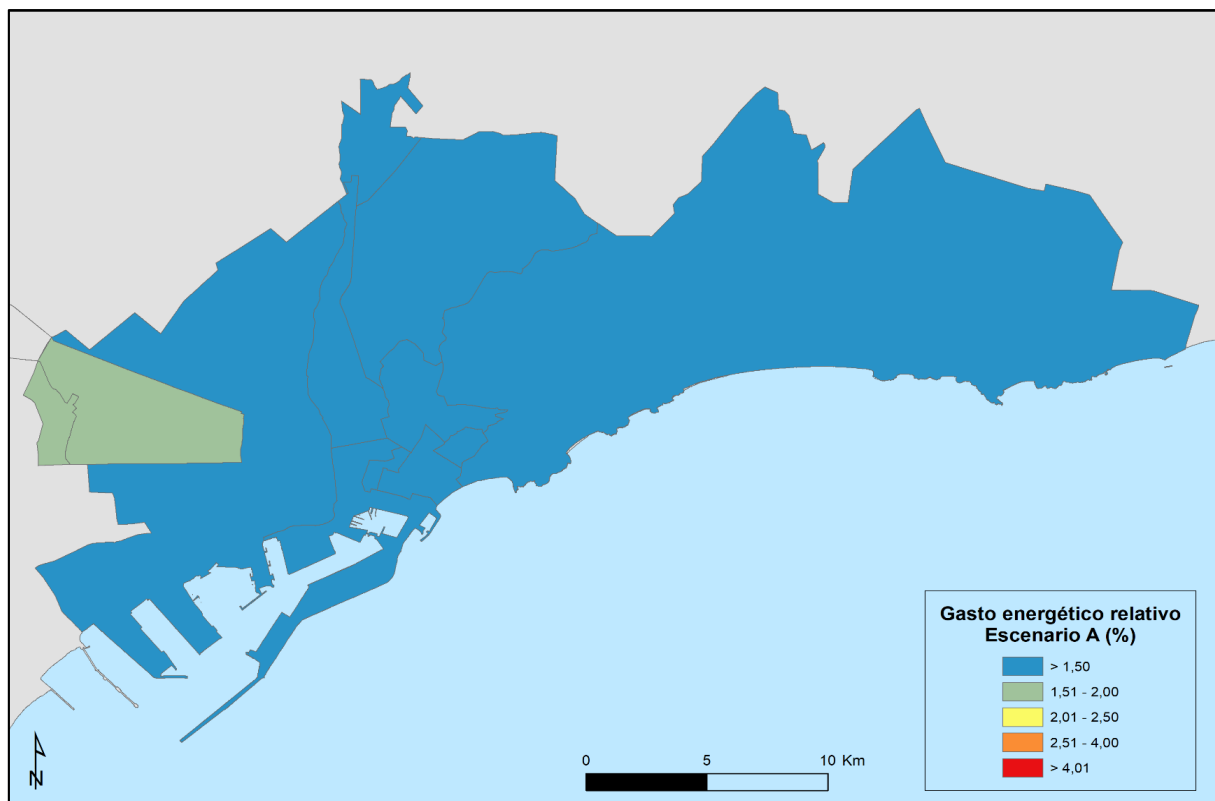 Gasto energético relativo
Escenario A (%)
> 1,50
1,51 - 2,00
2,01 - 2,50
2,51 - 4,00
> 4,01
0 5 10 Km
N